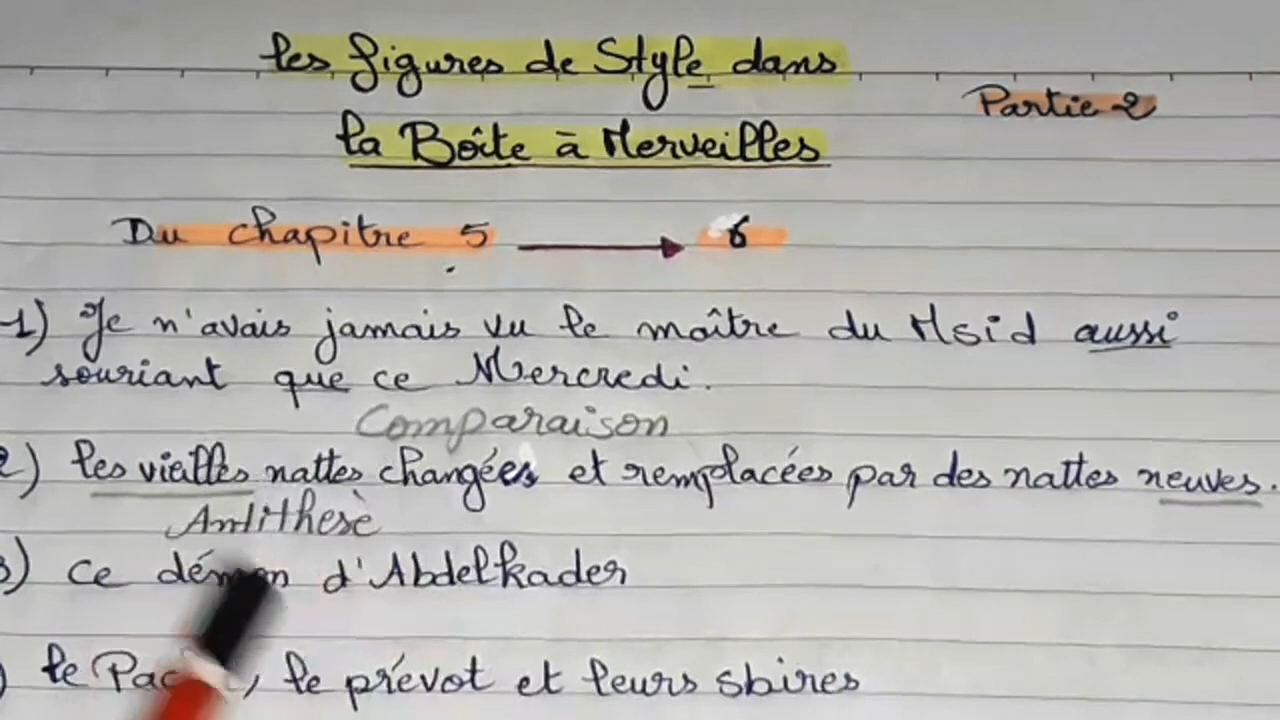 les figures de Style dans
Partie 2
la Boîte à Merveilles
Du chapitre 5 → 6
1) Je n'avais jamais vu le maître du Msid aussi
souriant que ce Mercredi.
Comparaison
2) les vieilles nattes changées et remplacées par des nattes neuves.
Antithèse
3) ce démon d'Abdelkader
) le Pacha, le prévot et leurs sbires